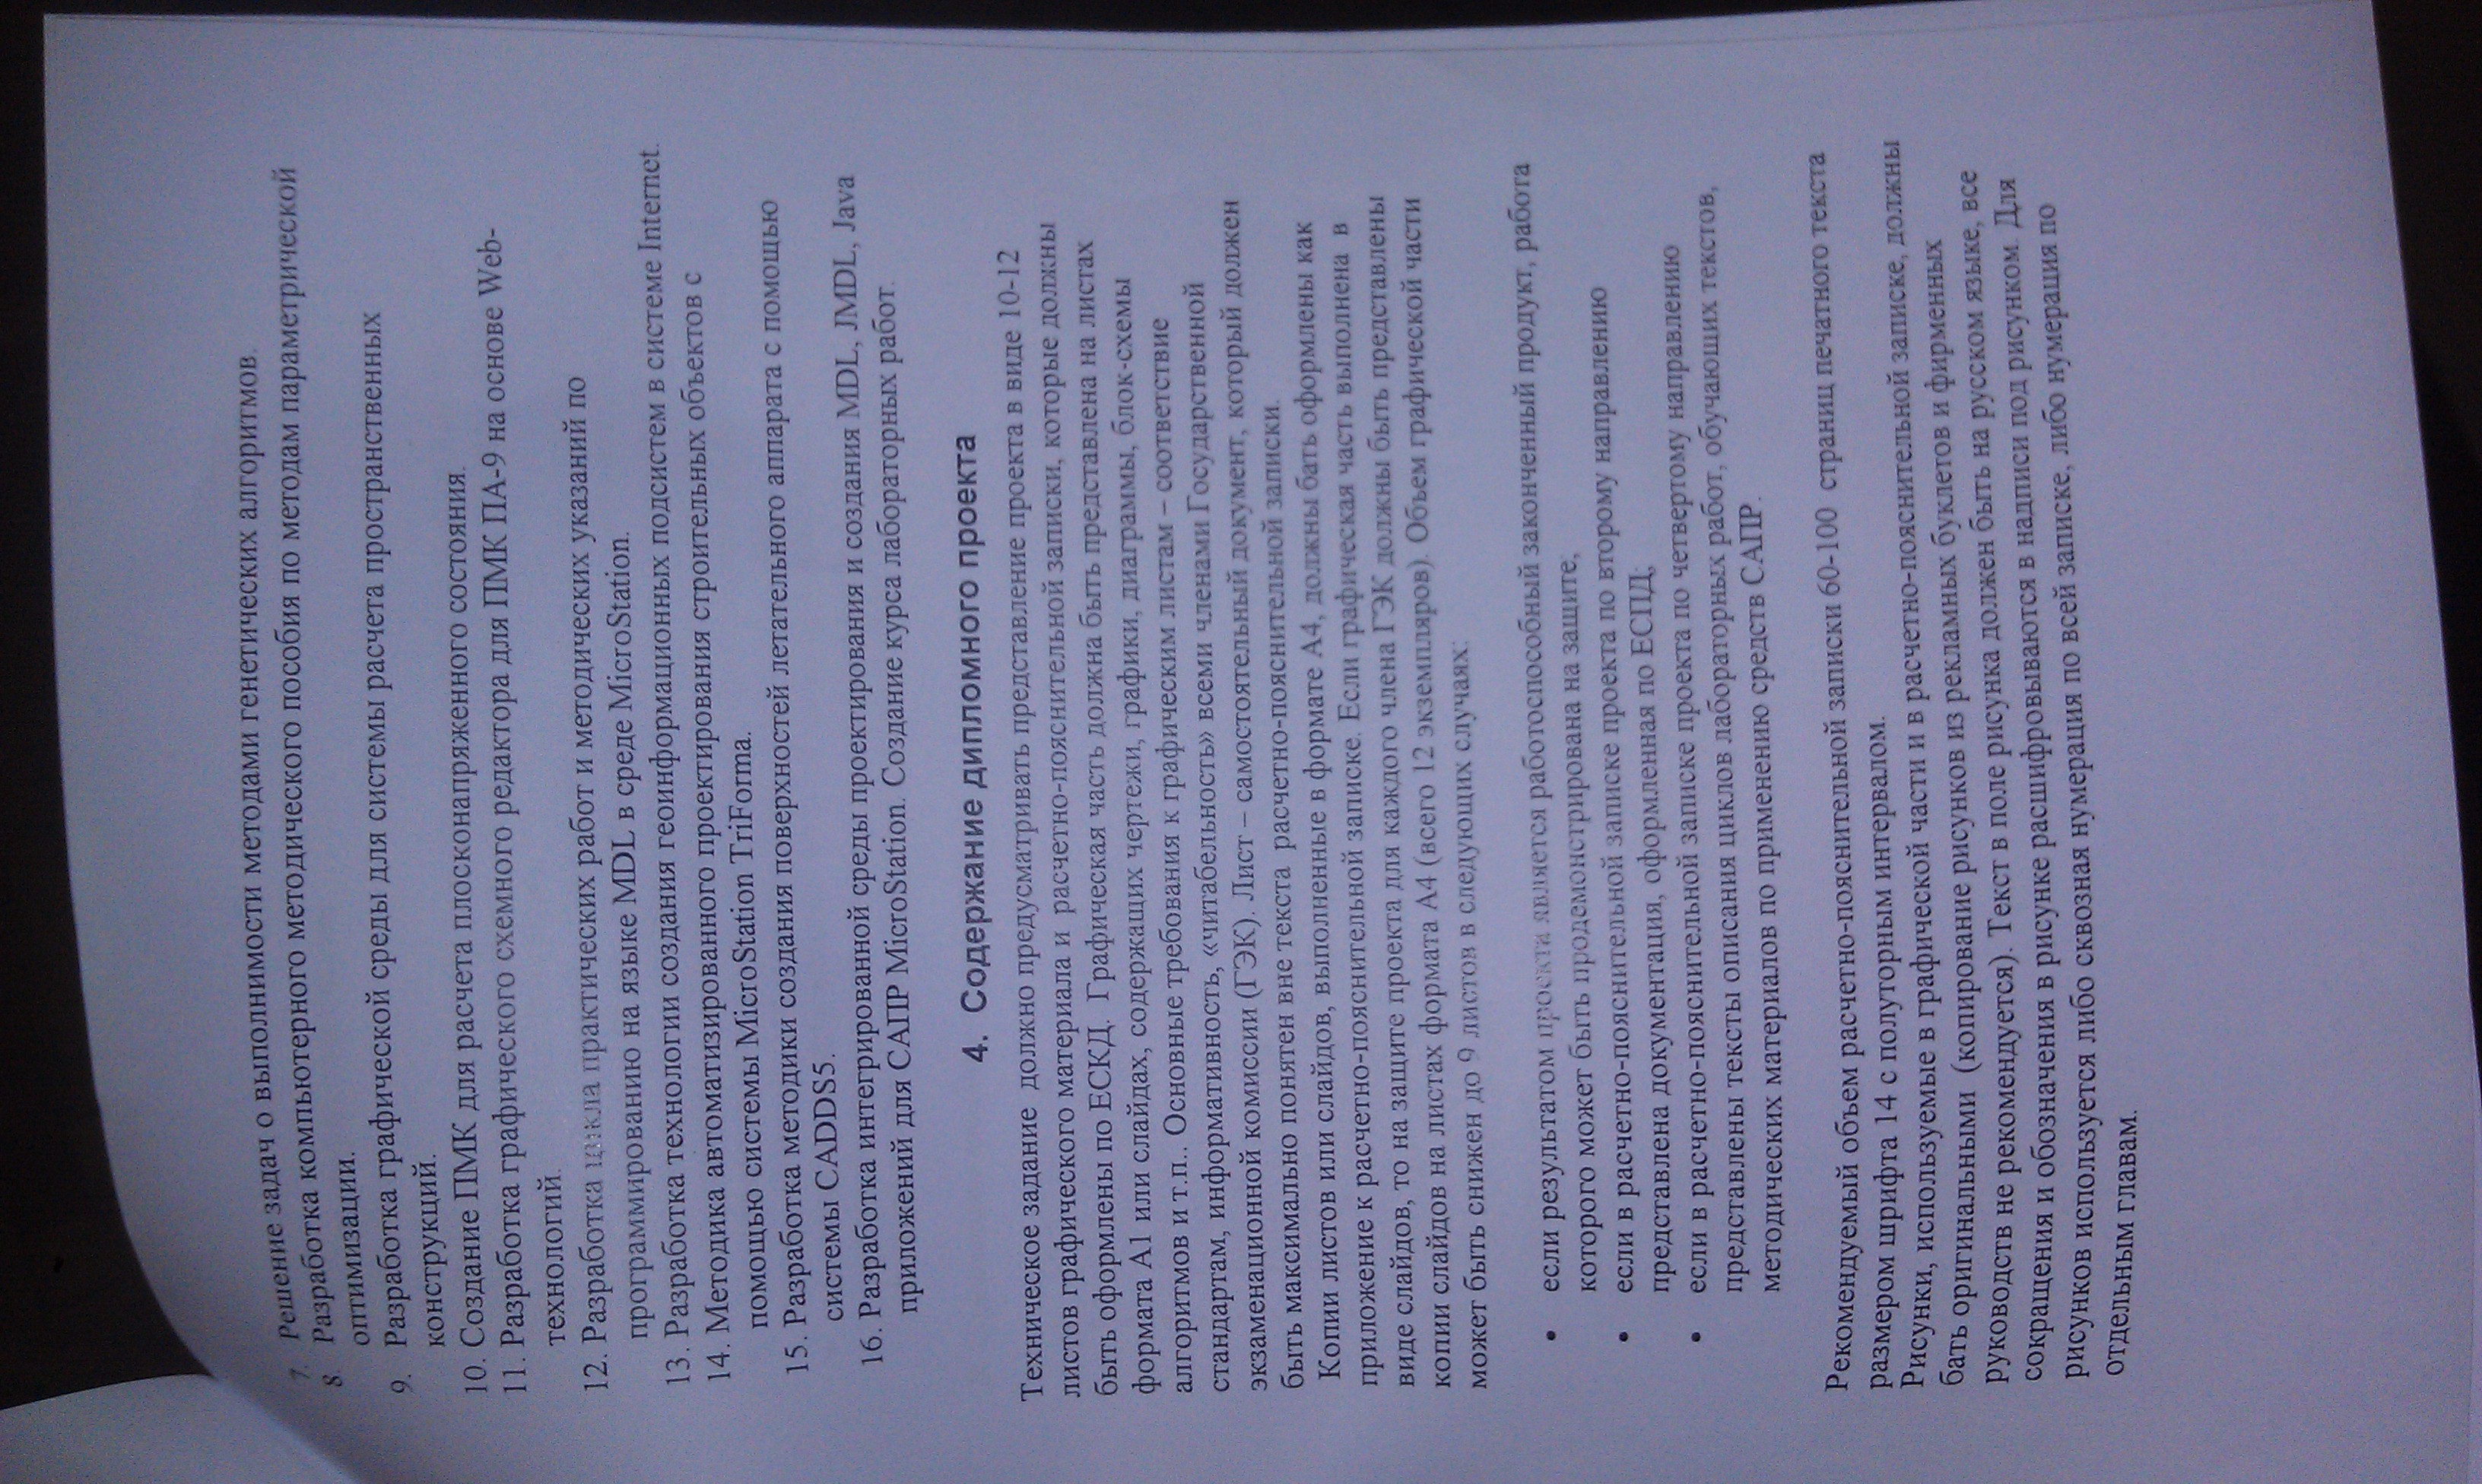 7. Решение задач о выполнимости методами генетических алгоритмов.
8. Разработка компьютерного методического пособия по методам параметрической
оптимизации.
9. Разработка графической среды для системы расчета пространственных
конструкций.
10. Создание ПМК для расчета плосконапряженного состояния.
11. Разработка графического схемного редактора для ПМК ПА-9 на основе Web-
технологий.
12. Разработка цикла практических работ и методических указаний по
программированию на языке MDL в среде MicroStation.
13. Разработка технологии создания геоинформационных подсистем в системе Internet.
14. Методика автоматизированного проектирования строительных объектов с
помощью системы MicroStation TriForma.
15. Разработка методики создания поверхностей летательного аппарата с помощью
системы CADDS5.
16. Разработка интегрированной среды проектирования и создания MDL, JMDL, Java
приложений для САПР MicroStation. Создание курса лабораторных работ.
4. Содержание дипломного проекта
Техническое задание должно предусматривать представление проекта в виде 10-12
листов графического материала и расчетно-пояснительной записки, которые должны
быть оформлены по ЕСКД. Графическая часть должна быть представлена на листах
формата А1 или слайдах, содержащих чертежи, графики, диаграммы, блок-схемы
алгоритмов и т.п.. Основные требования к графическим листам – соответствие
стандартам, информативность, «читабельность» всеми членами Государственной
экзаменационной комиссии (ГЭК). Лист – самостоятельный документ, который должен
быть максимально понятен вне текста расчетно-пояснительной записки.
Копии листов или слайдов, выполненные в формате А4, должны бать оформлены как
приложение к расчетно-пояснительной записке. Если графическая часть выполнена в
виде слайдов, то на защите проекта для каждого члена ГЭК должны быть представлены
копии слайдов на листах формата А4 (всего 12 экземпляров). Объем графической части
может быть снижен до 9 листов в следующих случаях:
• если результатом проекта является работоспособный законченный продукт, работа
которого может быть продемонстрирована на защите;
• если в расчетно-пояснительной записке проекта по второму направлению
представлена документация, оформленная по ЕСПД;
• если в расчетно-пояснительной записке проекта по четвертому направлению
представлены тексты описания циклов лабораторных работ, обучающих текстов,
методических материалов по применению средств САПР.
Рекомендуемый объем расчетно-пояснительной записки 60-100 страниц печатного текста
размером шрифта 14 с полуторным интервалом.
Рисунки, используемые в графической части и в расчетно-пояснительной записке, должны
бать оригинальными (копирование рисунков из рекламных буклетов и фирменных
руководств не рекомендуется). Текст в поле рисунка должен быть на русском языке, все
сокращения и обозначения в рисунке расшифровываются в надписи под рисунком. Для
рисунков используется либо сквозная нумерация по всей записке, либо нумерация по
отдельным главам.